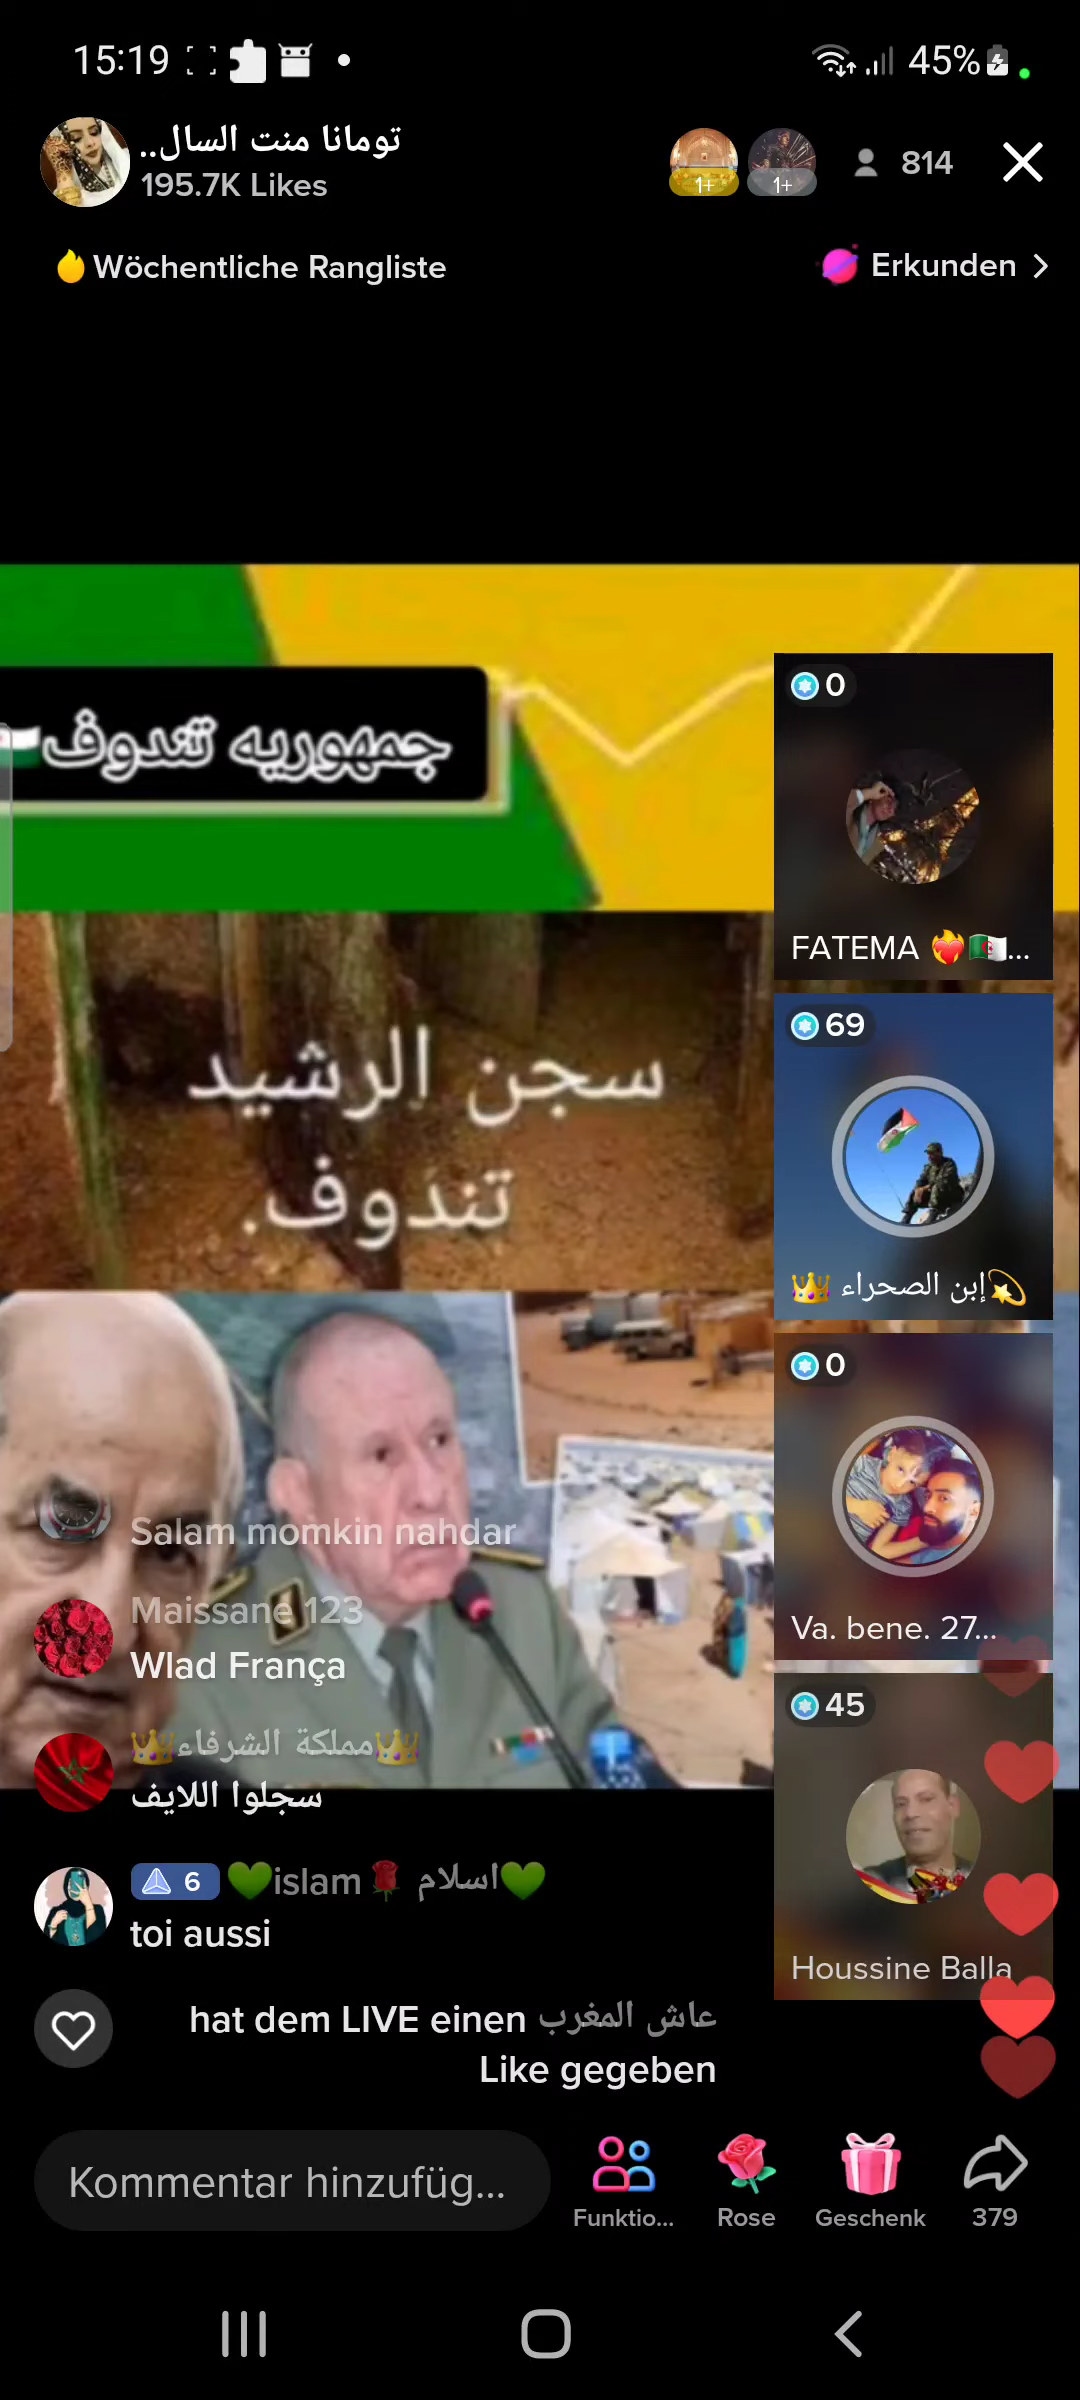 15:19
45%
تومانا منت السال..
195.7K Likes
1+
1+
814
Wöchentliche Rangliste
Erkunden >
جمهوريه تندوف
سجن الرشيد
تندوف.
0
FATEMA ❤️‍🔥🇩🇿...
69
👑 إبن الصحراء💫
0
Va. bene. 27...
45
Houssine Balla
Salam momkin nahdar
Maissane 123
Wlad França
👑مملكة الشرفاء👑
سجلوا اللايف
6 💚islam🌹 اسلام💚
toi aussi
hat dem LIVE einen عاش المغرب
Like gegeben
Kommentar hinzufüg...
Funktio...
Rose
Geschenk
379